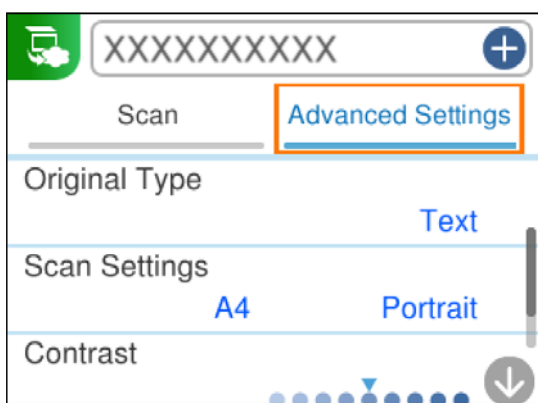 XXXXXXXXXX
Scan Advanced Settings
Original Type
Text
Scan Settings
A4 Portrait
Contrast